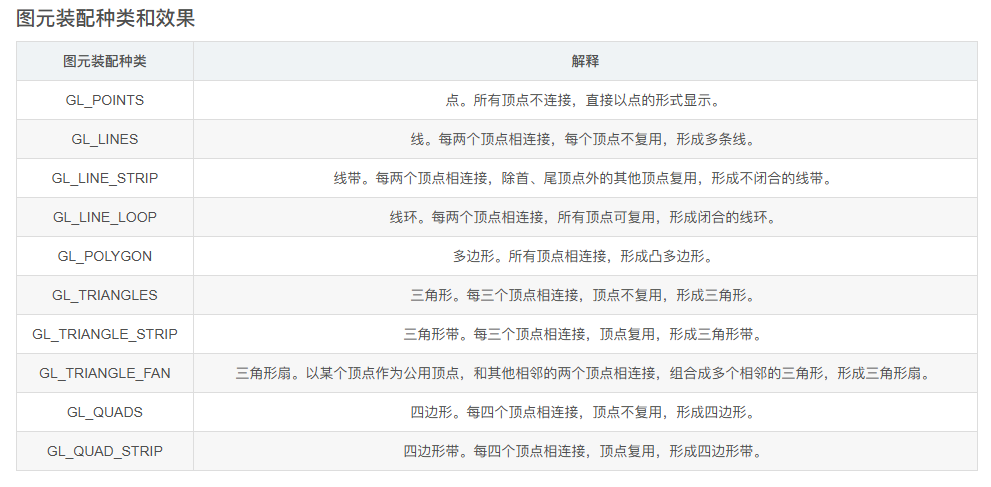 图元装配种类和效果
图元装配种类 解释
GL_POINTS 点。所有顶点不连接，直接以点的形式显示。
GL_LINES 线。每两个顶点相连接，每个顶点不复用，形成多条线。
GL_LINE_STRIP 线带。每两个顶点相连接，除首、尾顶点外的其他顶点复用，形成不闭合的线带。
GL_LINE_LOOP 线环。每两个顶点相连接，所有顶点可复用，形成闭合的线环。
GL_POLYGON 多边形。所有顶点相连接，形成凸多边形。
GL_TRIANGLES 三角形。每三个顶点相连接，顶点不复用，形成三角形。
GL_TRIANGLE_STRIP 三角形带。每三个顶点相连接，顶点复用，形成三角形带。
GL_TRIANGLE_FAN 三角形扇。以某个顶点作为公用顶点，和其他相邻的两个顶点相连接，组合成多个相邻的三角形，形成三角形扇。
GL_QUADS 四边形。每四个顶点相连接，顶点不复用，形成四边形。
GL_QUAD_STRIP 四边形带。每四个顶点相连接，顶点复用，形成四边形带。